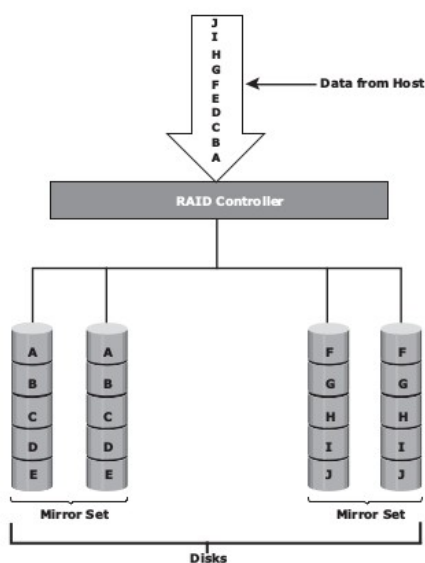 J
I
H
G
F
E
D
C
B
A
Data from Host
RAID Controller
A A F F
B B G G
C C H H
D D I I
E E J J
Mirror Set Mirror Set
Disks